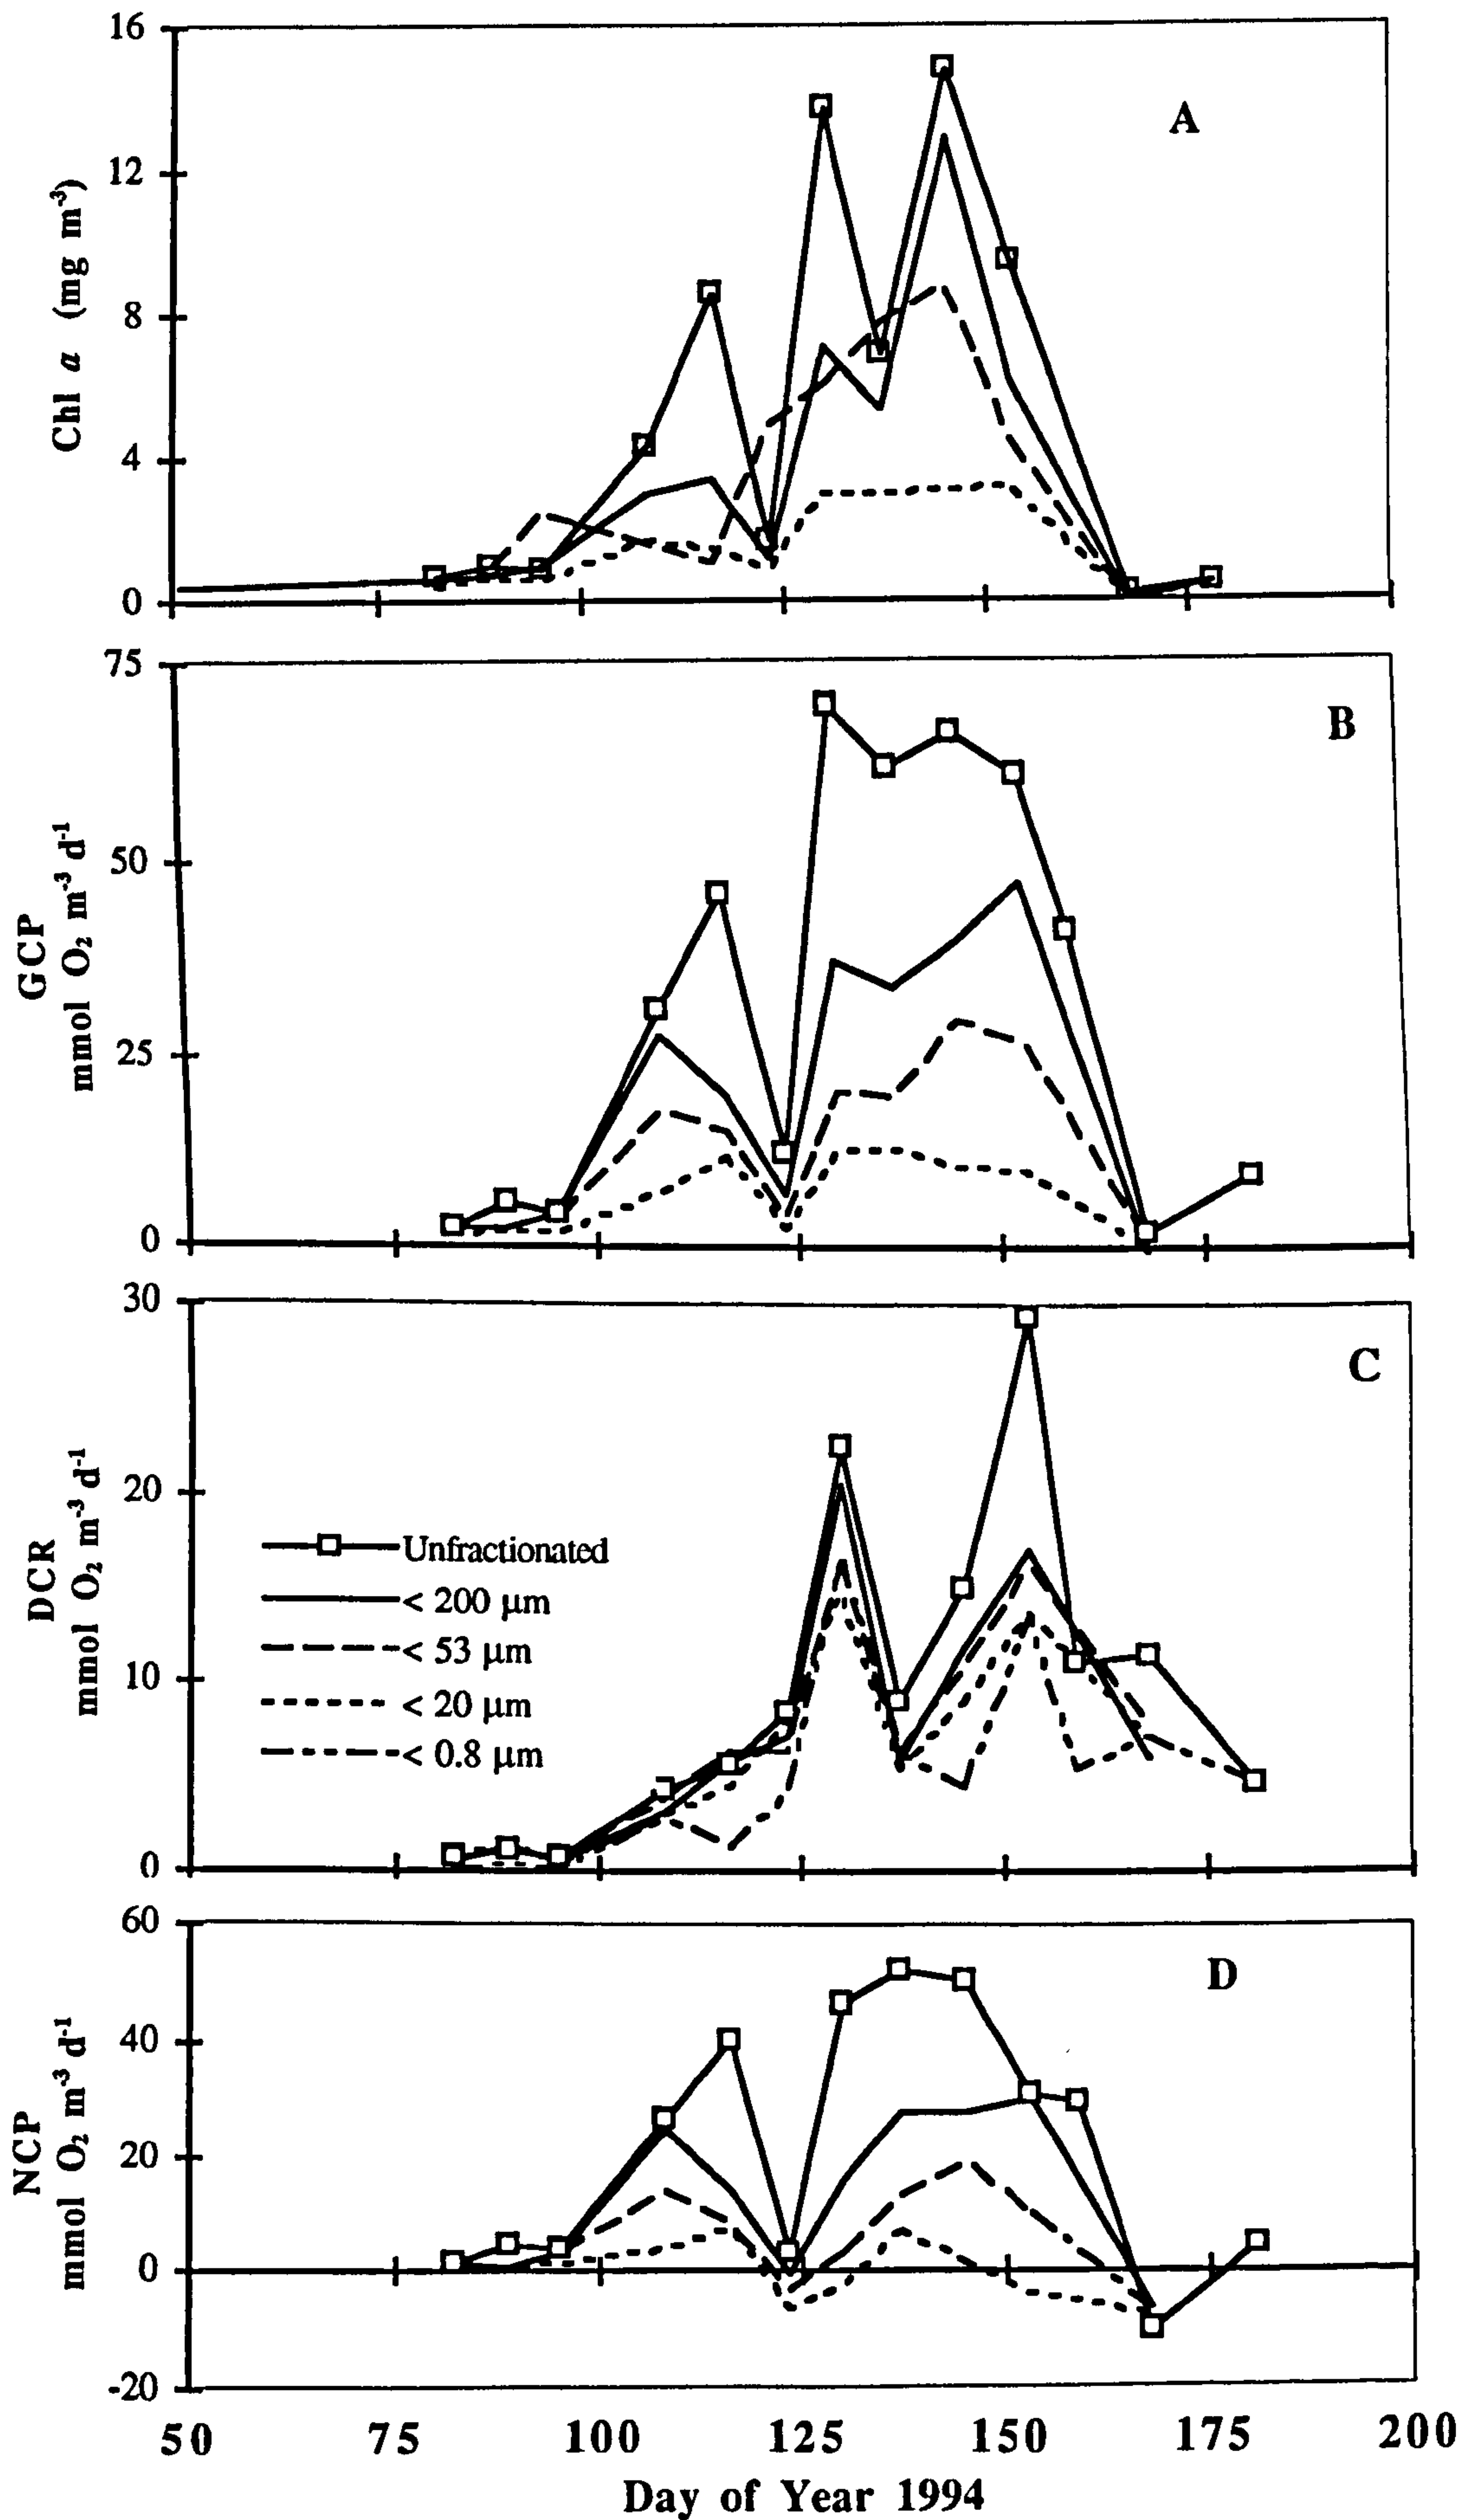 16
12
8
4
0
Chl a (mg m⁻³)
A
75
50
25
0
GCP
mmol O₂ m⁻³ d⁻¹
B
30
20
10
0
DCR
mmol O₂ m⁻³ d⁻¹
C
Unfractionated
< 200 µm
< 53 µm
< 20 µm
< 0.8 µm
60
40
20
0
-20
NCP
mmol O₂ m⁻³ d⁻¹
D
50 75 100 125 150 175 200
Day of Year 1994